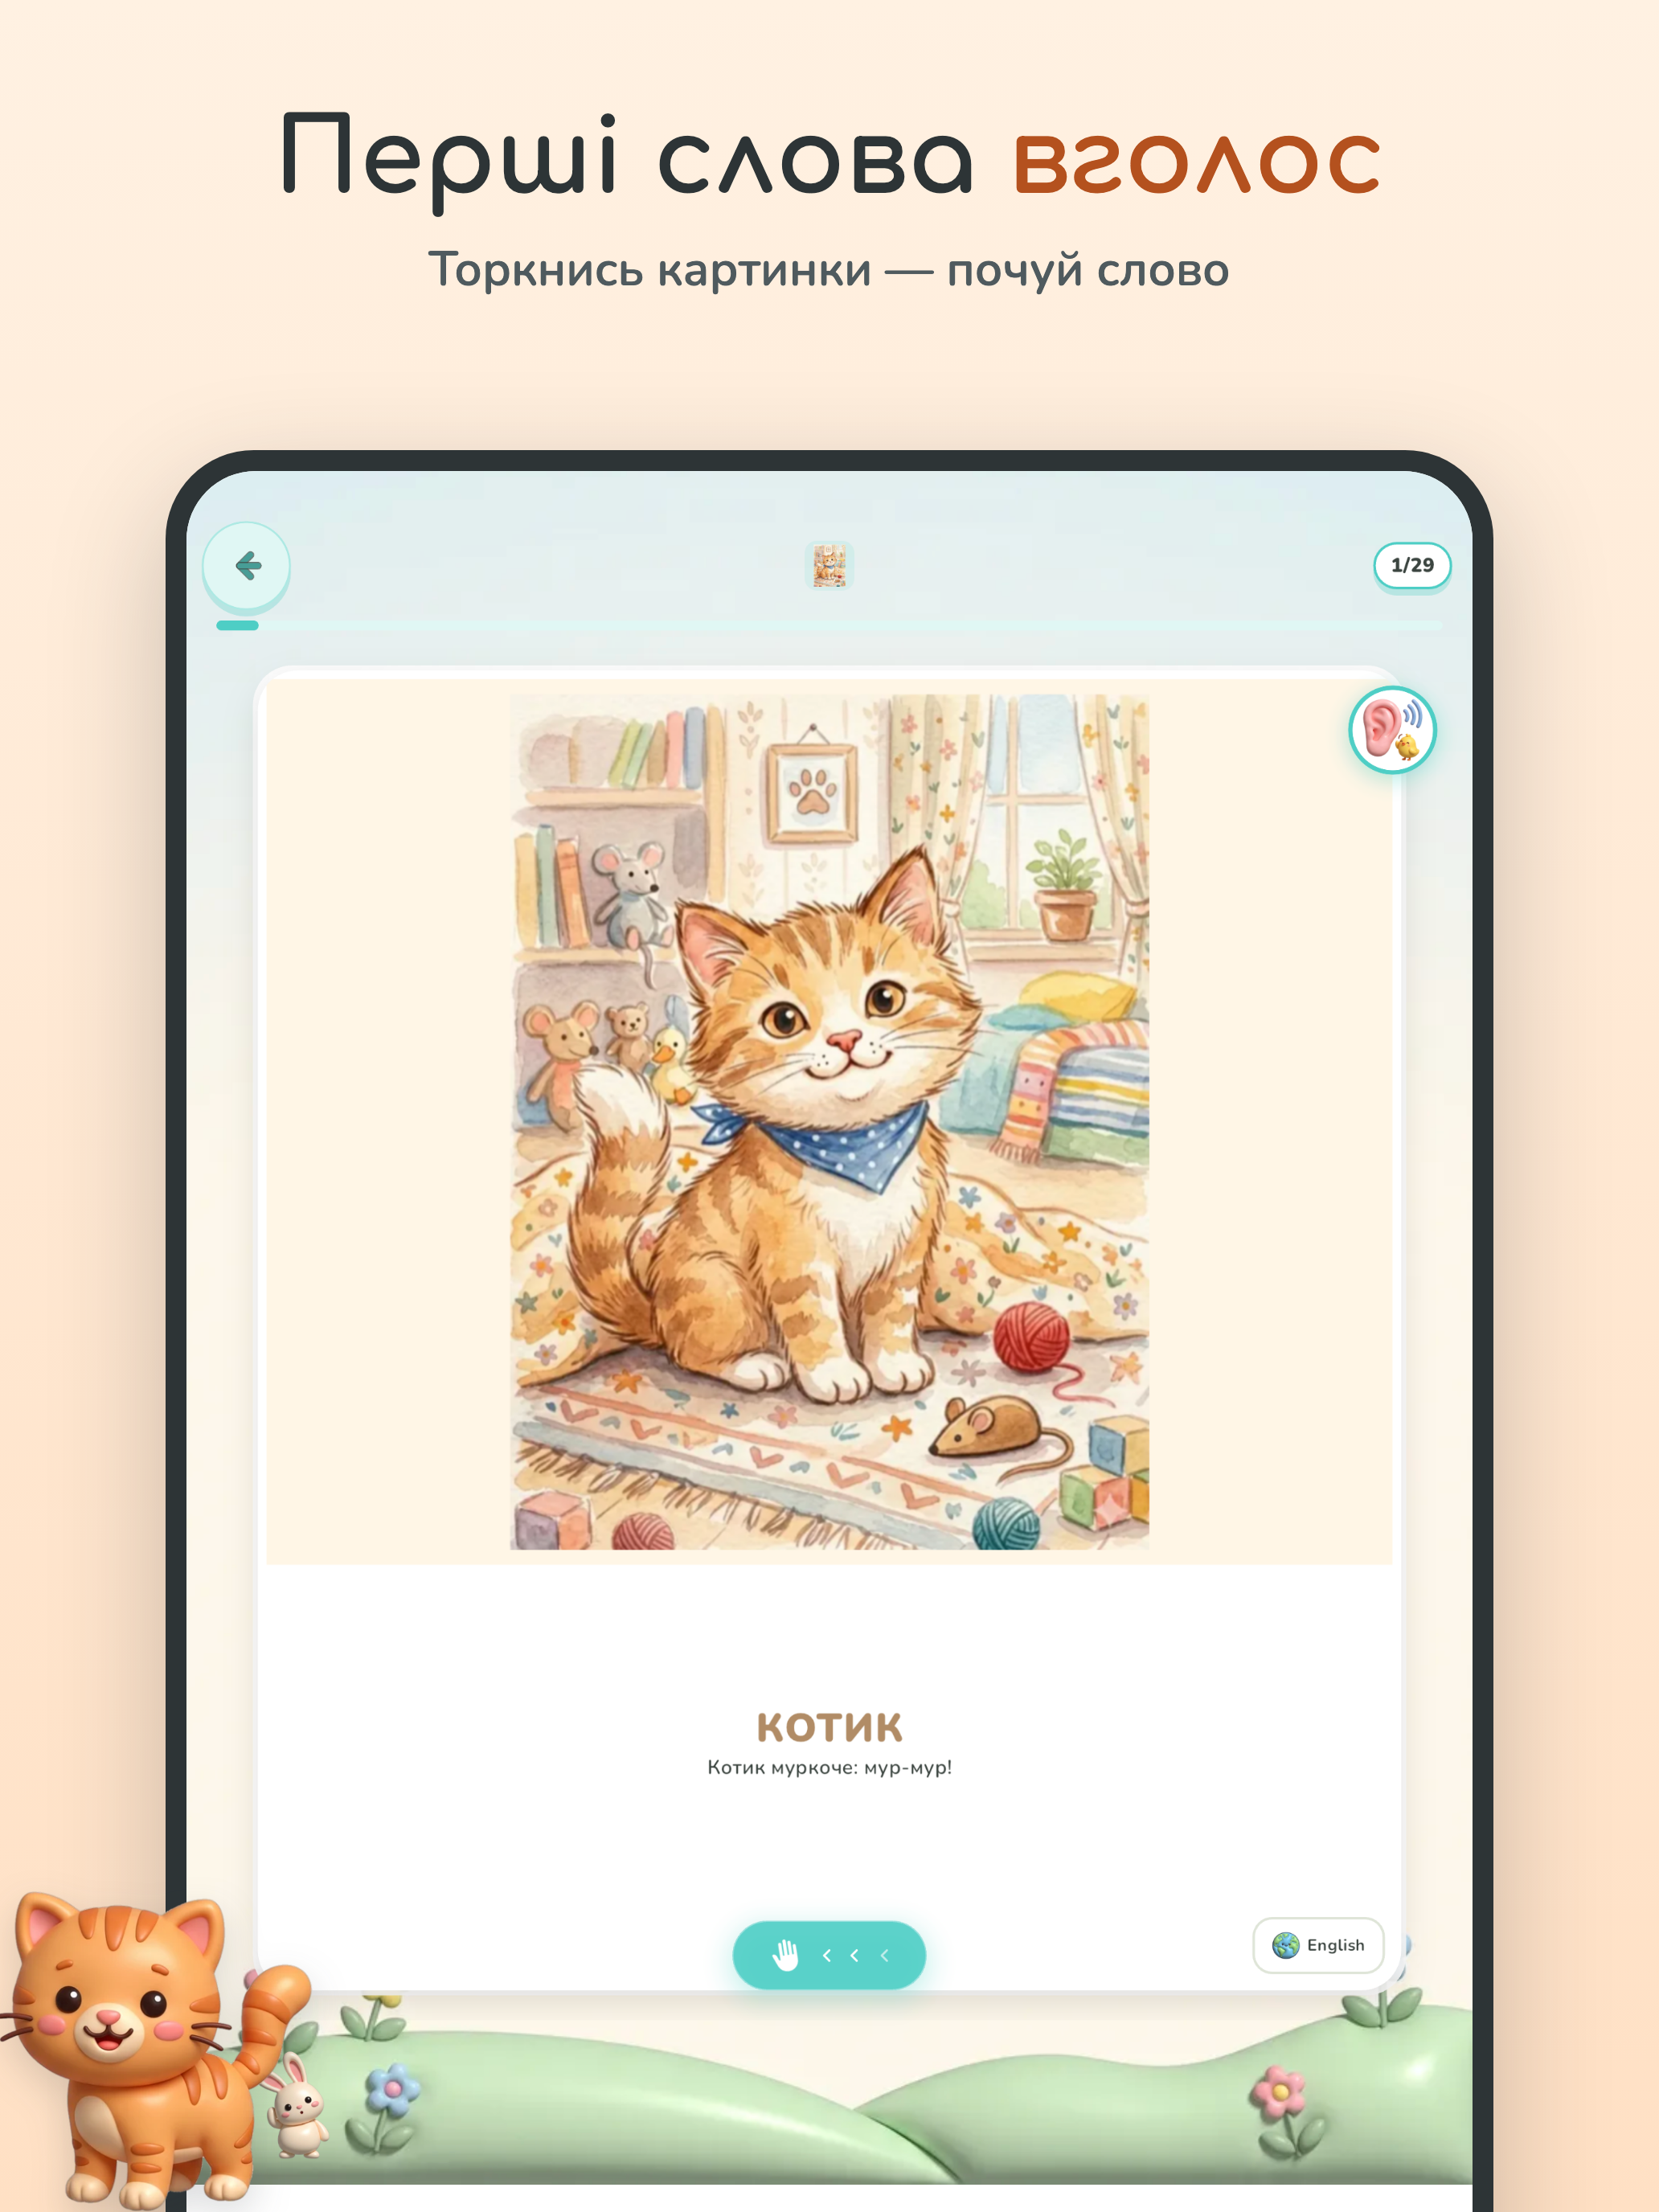 Перші слова вголос
Торкнись картинки — почуй слово
1/29
котик
Котик муркоче: мур-мур!
English